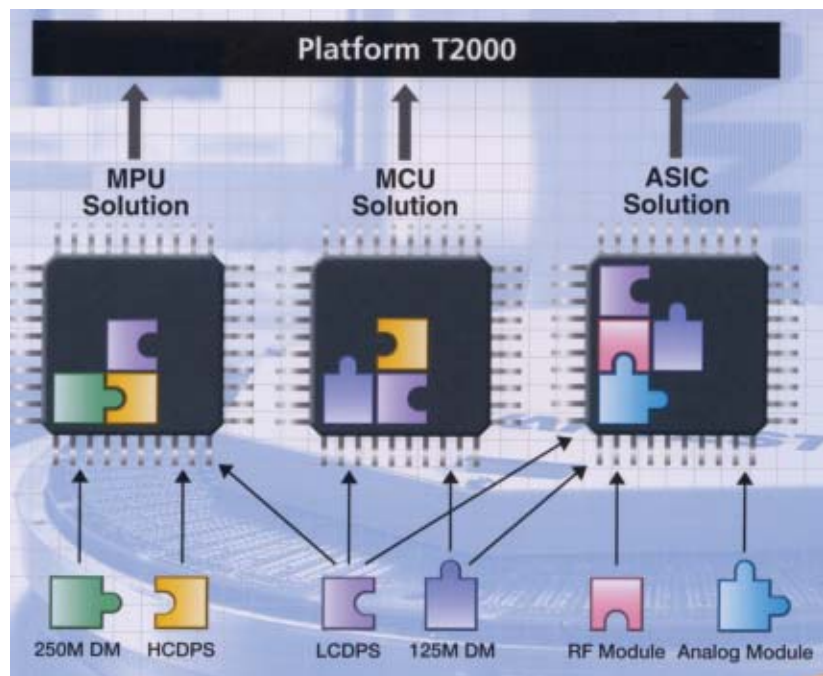 Platform T2000
MPU
Solution
MCU
Solution
ASIC
Solution
250M DM
HCDPS
LCDPS
125M DM
RF Module
Analog Module